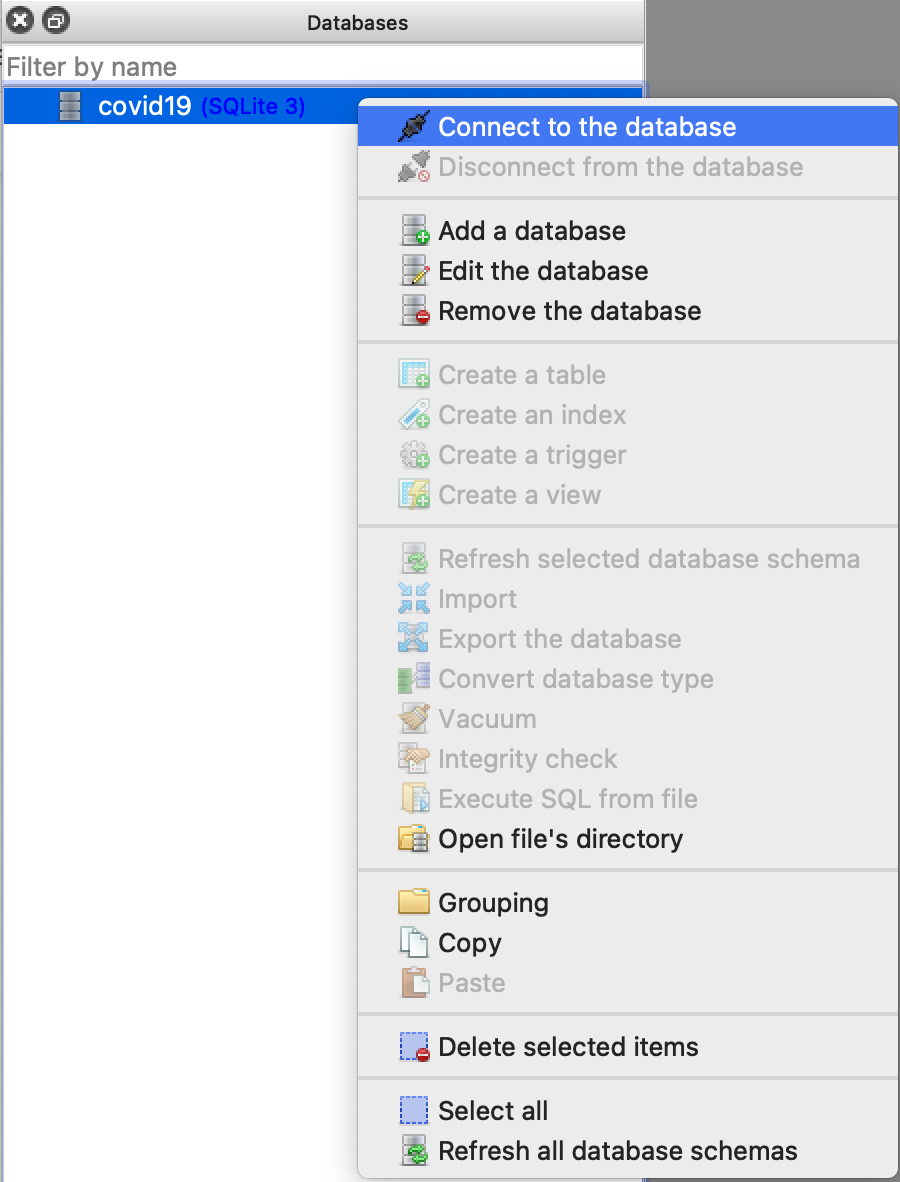 Databases
Filter by name
covid19 (SQLite 3)
Connect to the database
Disconnect from the database
Add a database
Edit the database
Remove the database
Create a table
Create an index
Create a trigger
Create a view
Refresh selected database schema
Import
Export the database
Convert database type
Vacuum
Integrity check
Execute SQL from file
Open file's directory
Grouping
Copy
Paste
Delete selected items
Select all
Refresh all database schemas